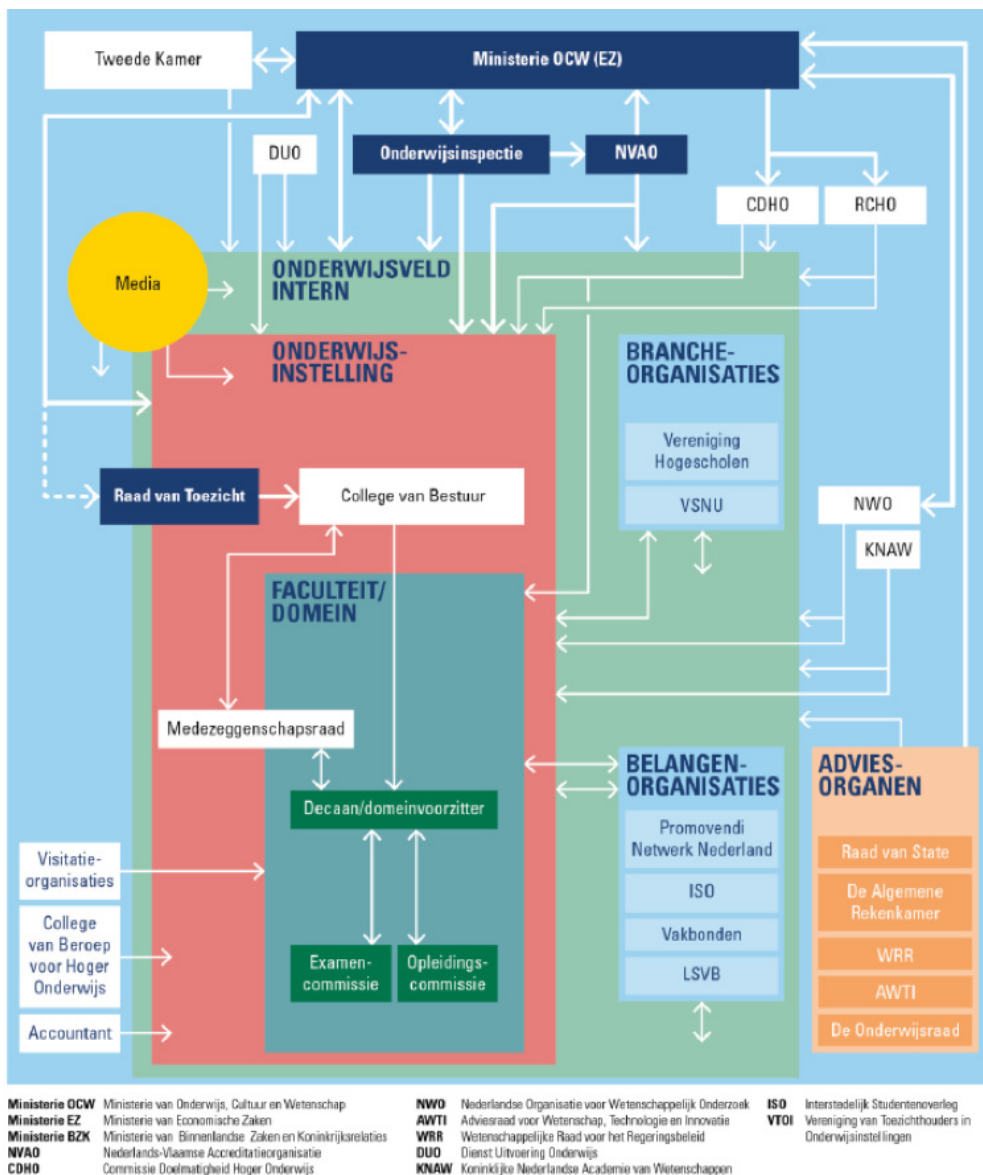 Tweede Kamer
Ministerie OCW (EZ)
DUO
Onderwijsinspectie
NVAO
CDHO
RCHO
Media
ONDERWIJSVELD
INTERN
ONDERWIJS-
INSTELLING
BRANCHE-
ORGANISATIES
Vereniging
Hogescholen
VSNU
Raad van Toezicht
College van Bestuur
NWO
KNAW
FACULTEIT/
DOMEIN
Medezeggenschapsraad
Decaan/domeinvoorzitter
Examen-
commissie
Opleidings-
commissie
BELANGEN-
ORGANISATIES
Promovendi
Netwerk Nederland
ISO
Vakbonden
LSVB
ADVIES-
ORGANEN
Raad van State
De Algemene
Rekenkamer
WRR
AWTI
De Onderwijsraad
Visitatie-
organisaties
College
van Beroep
voor Hoger
Onderwijs
Accountant
Ministerie OCW Ministerie van Onderwijs, Cultuur en Wetenschap
Ministerie EZ Ministerie van Economische Zaken
Ministerie BZK Ministerie van Binnenlandse Zaken en Koninkrijksrelaties
NVAO Nederlands-Vlaamse Accreditatieorganisatie
CDHO Commissie Doelmatigheid Hoger Onderwijs
NWO Nederlandse Organisatie voor Wetenschappelijk Onderzoek
AWTI Adviesraad voor Wetenschap, Technologie en Innovatie
WRR Wetenschappelijke Raad voor het Regeringsbeleid
DUO Dienst Uitvoering Onderwijs
KNAW Koninklijke Nederlandse Academie van Wetenschappen
ISO Interstedelijk Studentenoverleg
VTOI Vereniging van Toezichthouders in
Onderwijsinstellingen